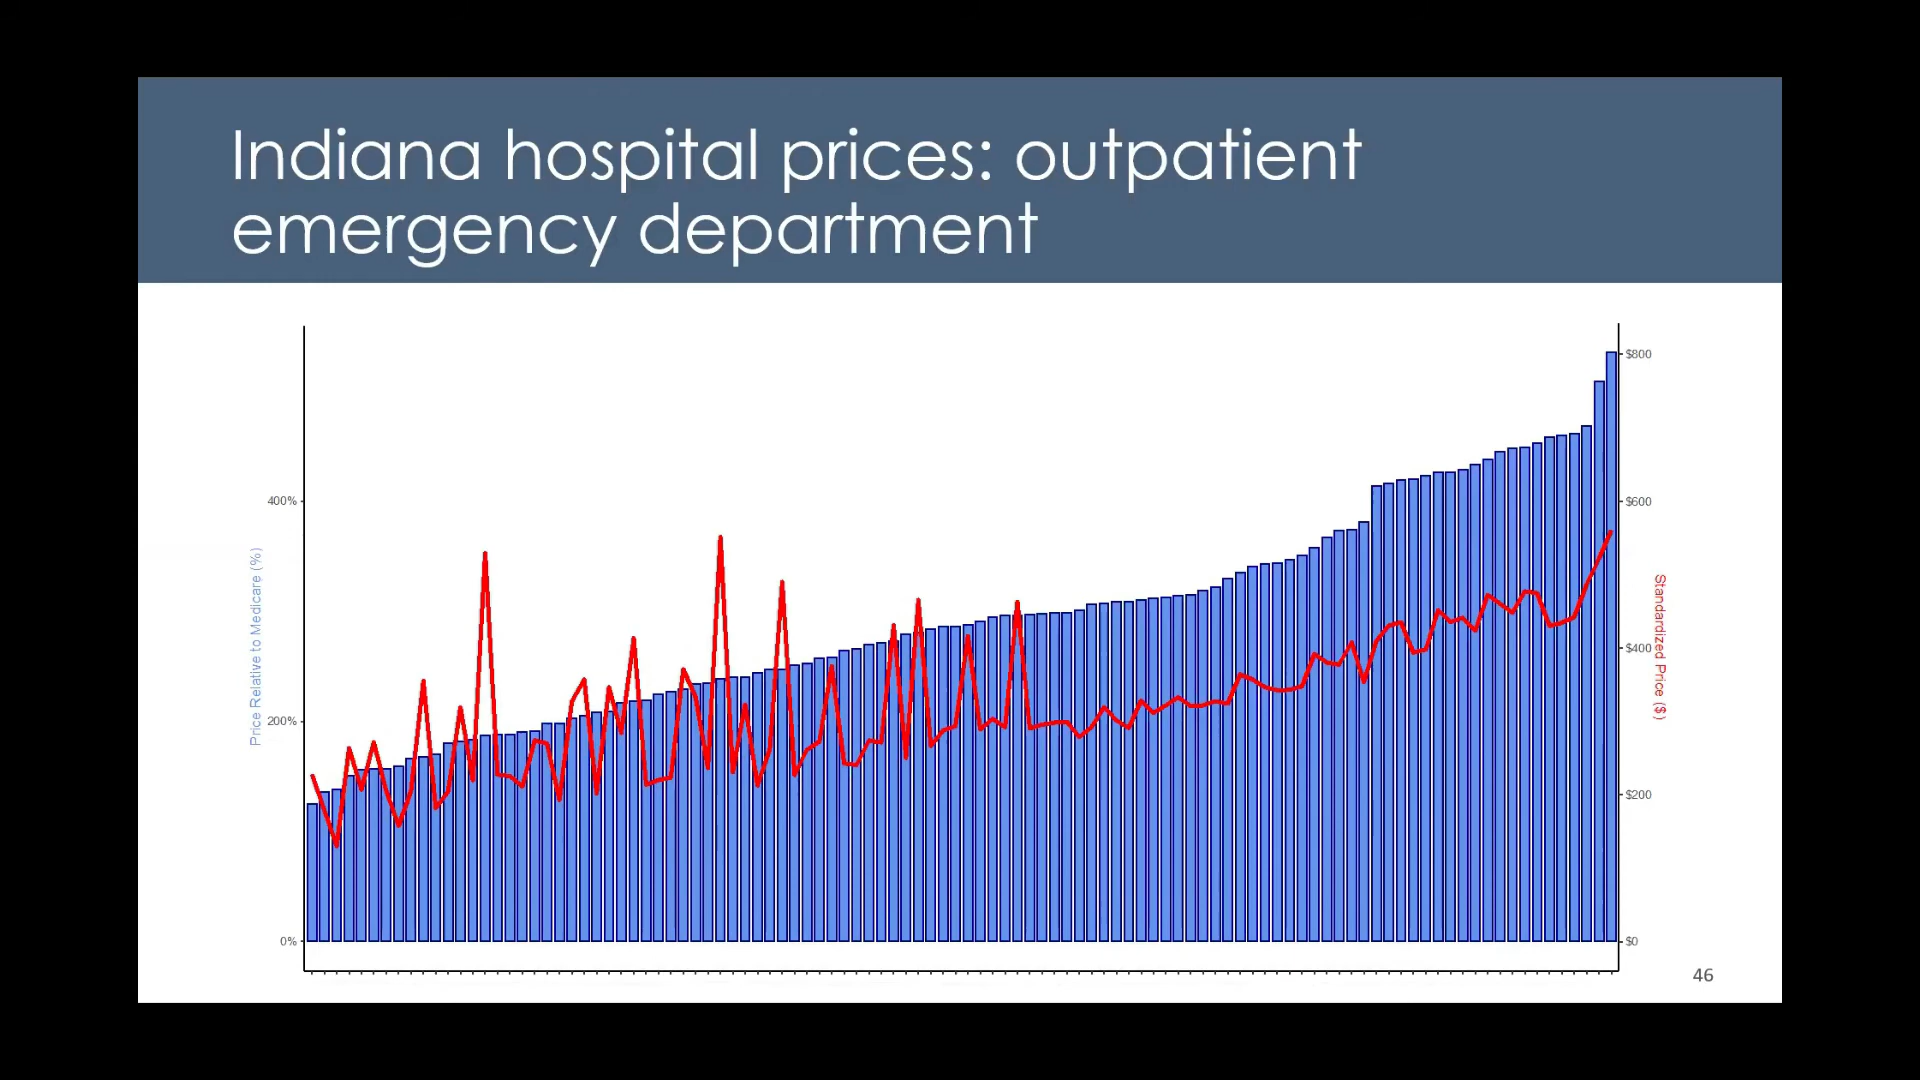 Indiana hospital prices: outpatient
emergency department
Price Relative to Medicare (%)
400%
200%
0%
$800
$600
$400
$200
$0
Standardized Price ($)
46